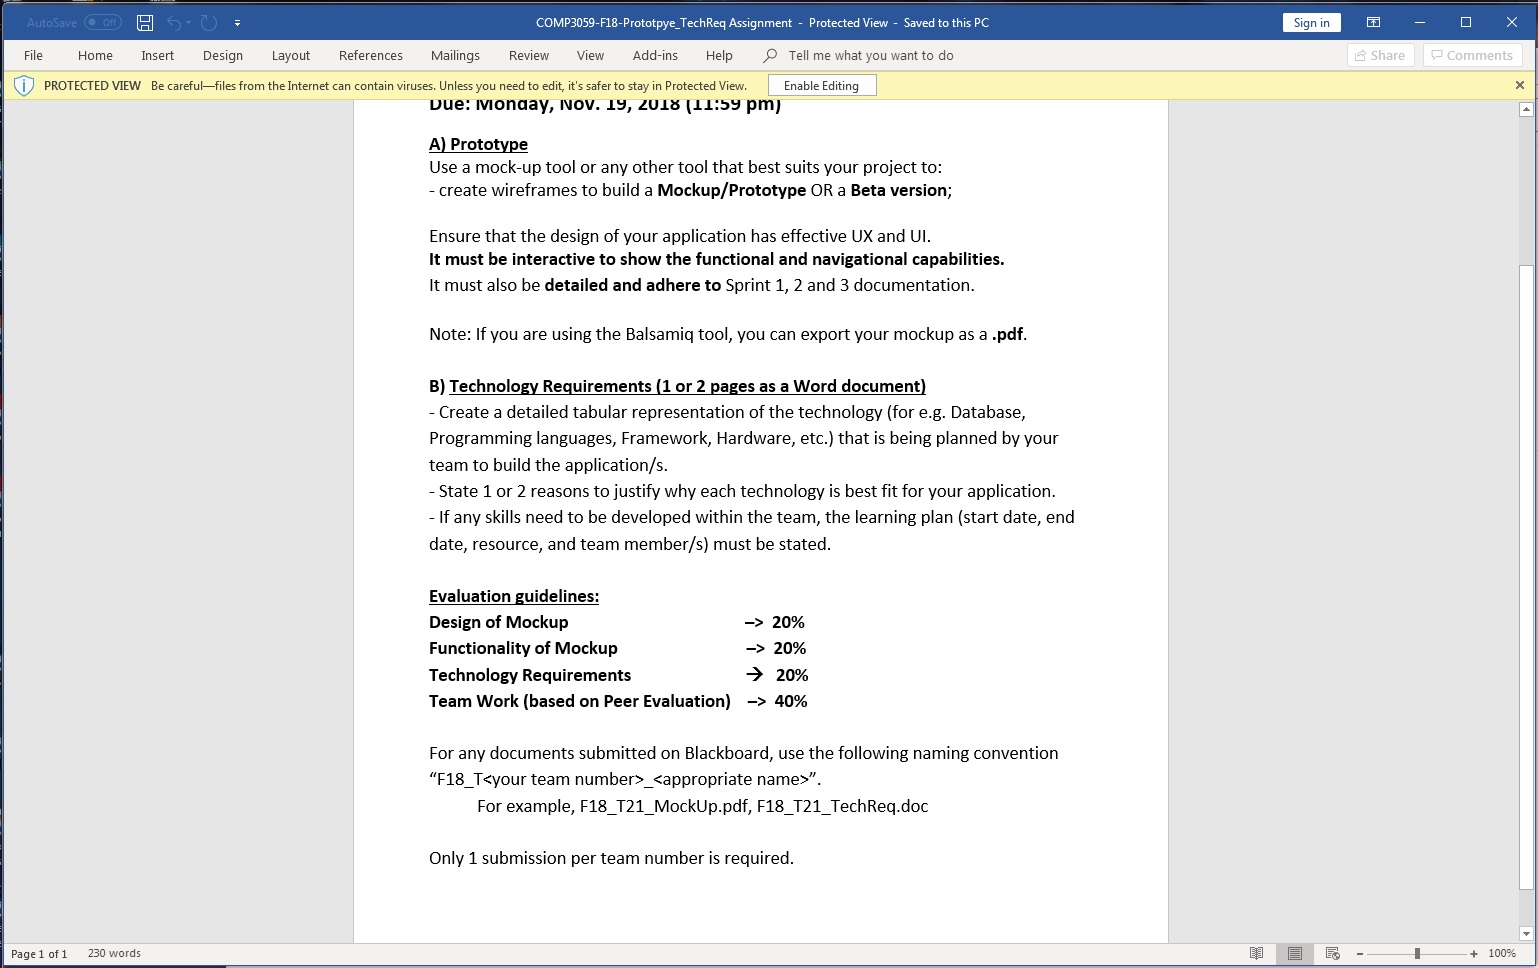 AutoSave Off
COMP3059-F18-Prototpye_TechReq Assignment - Protected View - Saved to this PC
Sign in
File Home Insert Design Layout References Mailings Review View Add-ins Help Tell me what you want to do Share Comments
PROTECTED VIEW Be careful—files from the Internet can contain viruses. Unless you need to edit, it's safer to stay in Protected View. Enable Editing
Due: Monday, Nov. 19, 2018 (11:59 pm)
A) Prototype
Use a mock-up tool or any other tool that best suits your project to:
- create wireframes to build a Mockup/Prototype OR a Beta version;
Ensure that the design of your application has effective UX and UI.
It must be interactive to show the functional and navigational capabilities.
It must also be detailed and adhere to Sprint 1, 2 and 3 documentation.
Note: If you are using the Balsamiq tool, you can export your mockup as a .pdf.
B) Technology Requirements (1 or 2 pages as a Word document)
- Create a detailed tabular representation of the technology (for e.g. Database,
Programming languages, Framework, Hardware, etc.) that is being planned by your
team to build the application/s.
- State 1 or 2 reasons to justify why each technology is best fit for your application.
- If any skills need to be developed within the team, the learning plan (start date, end
date, resource, and team member/s) must be stated.
Evaluation guidelines:
Design of Mockup –> 20%
Functionality of Mockup –> 20%
Technology Requirements → 20%
Team Work (based on Peer Evaluation) –> 40%
For any documents submitted on Blackboard, use the following naming convention
“F18_T<your team number>_<appropriate name>”.
For example, F18_T21_MockUp.pdf, F18_T21_TechReq.doc
Only 1 submission per team number is required.
Page 1 of 1 230 words
100%